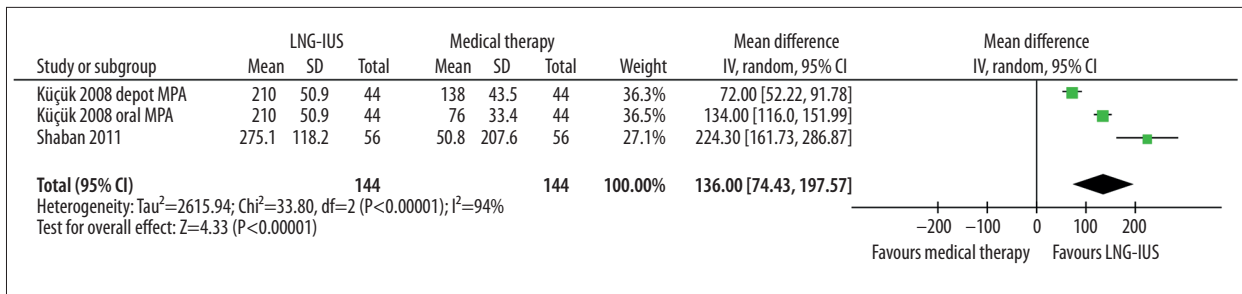 LNG-IUS Medical therapy Mean difference Mean difference
Study or subgroup Mean SD Total Mean SD Total Weight IV, random, 95% CI IV, random, 95% CI
Küçük 2008 depot MPA 210 50.9 44 138 43.5 44 36.3% 72.00 [52.22, 91.78]
Küçük 2008 oral MPA 210 50.9 44 76 33.4 44 36.5% 134.00 [116.0, 151.99]
Shaban 2011 275.1 118.2 56 50.8 207.6 56 27.1% 224.30 [161.73, 286.87]
Total (95% CI) 144 144 100.00% 136.00 [74.43, 197.57]
Heterogeneity: Tau²=2615.94; Chi²=33.80, df=2 (P<0.00001); I²=94%
Test for overall effect: Z=4.33 (P<0.00001)
−200 −100 0 100 200
Favours medical therapy Favours LNG-IUS